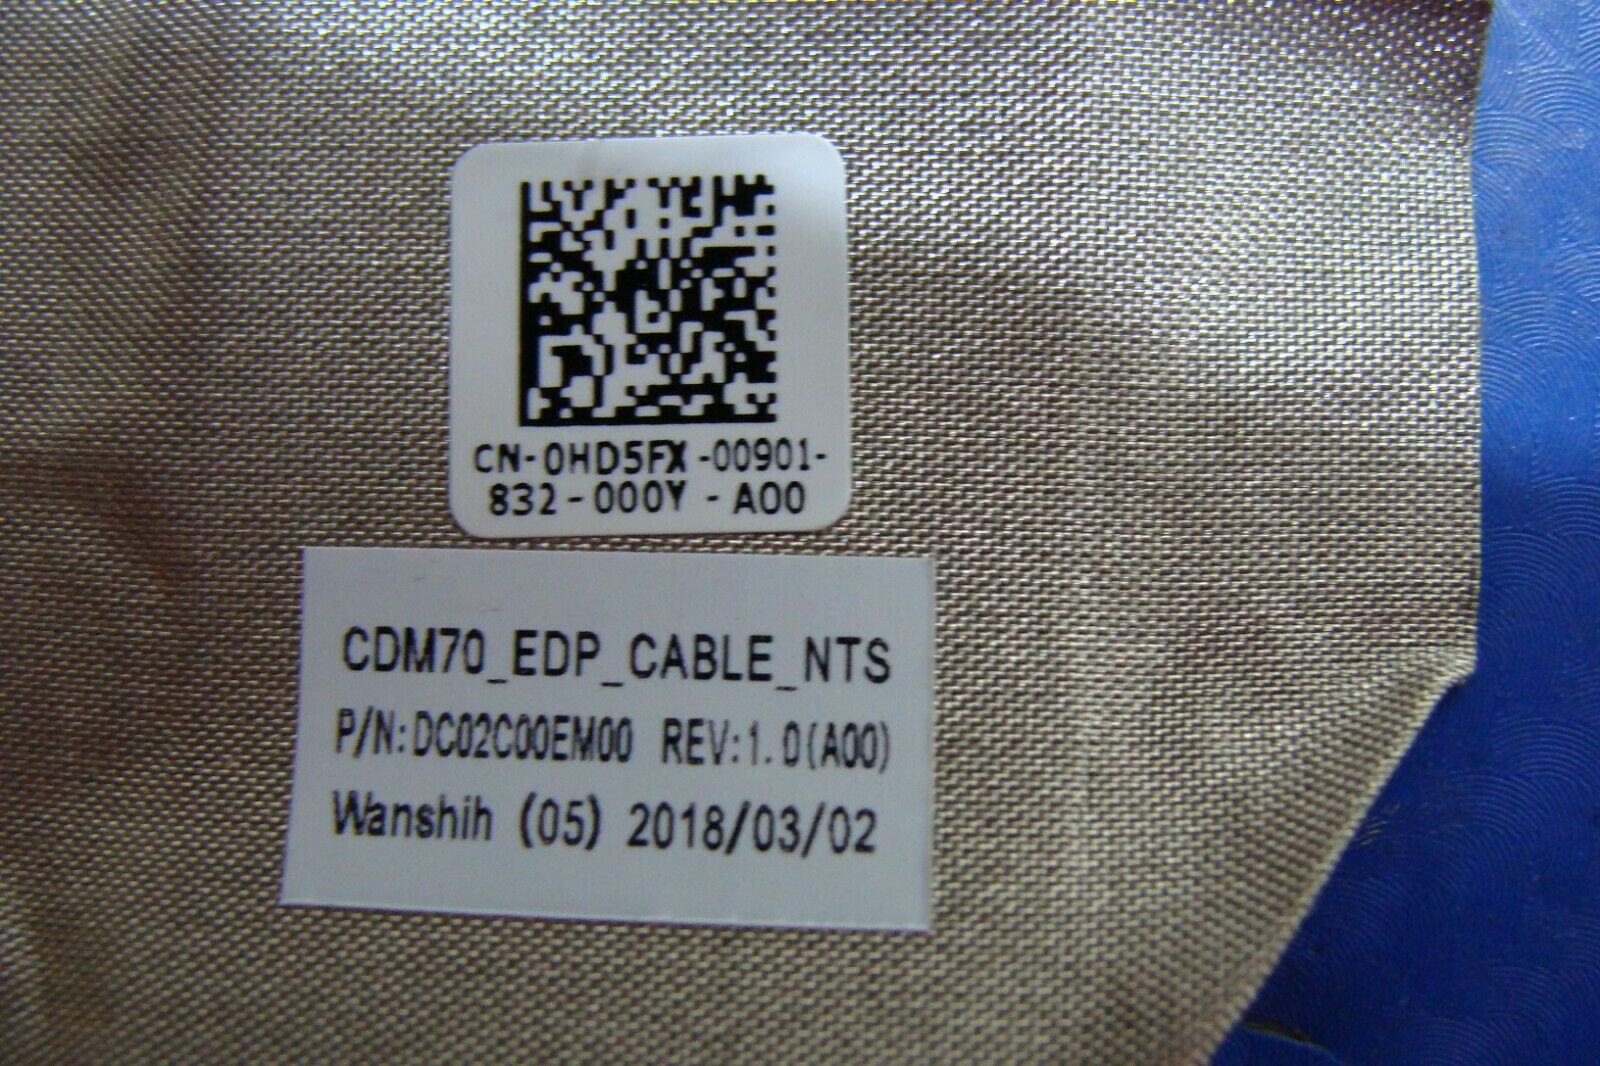 CN-0HD5FX-00901-
832-000Y-A00
CDM70_EDP_CABLE_NTS
P/N:DC02C00EM00 REV:1.0(A00)
Wanshih (05) 2018/03/02